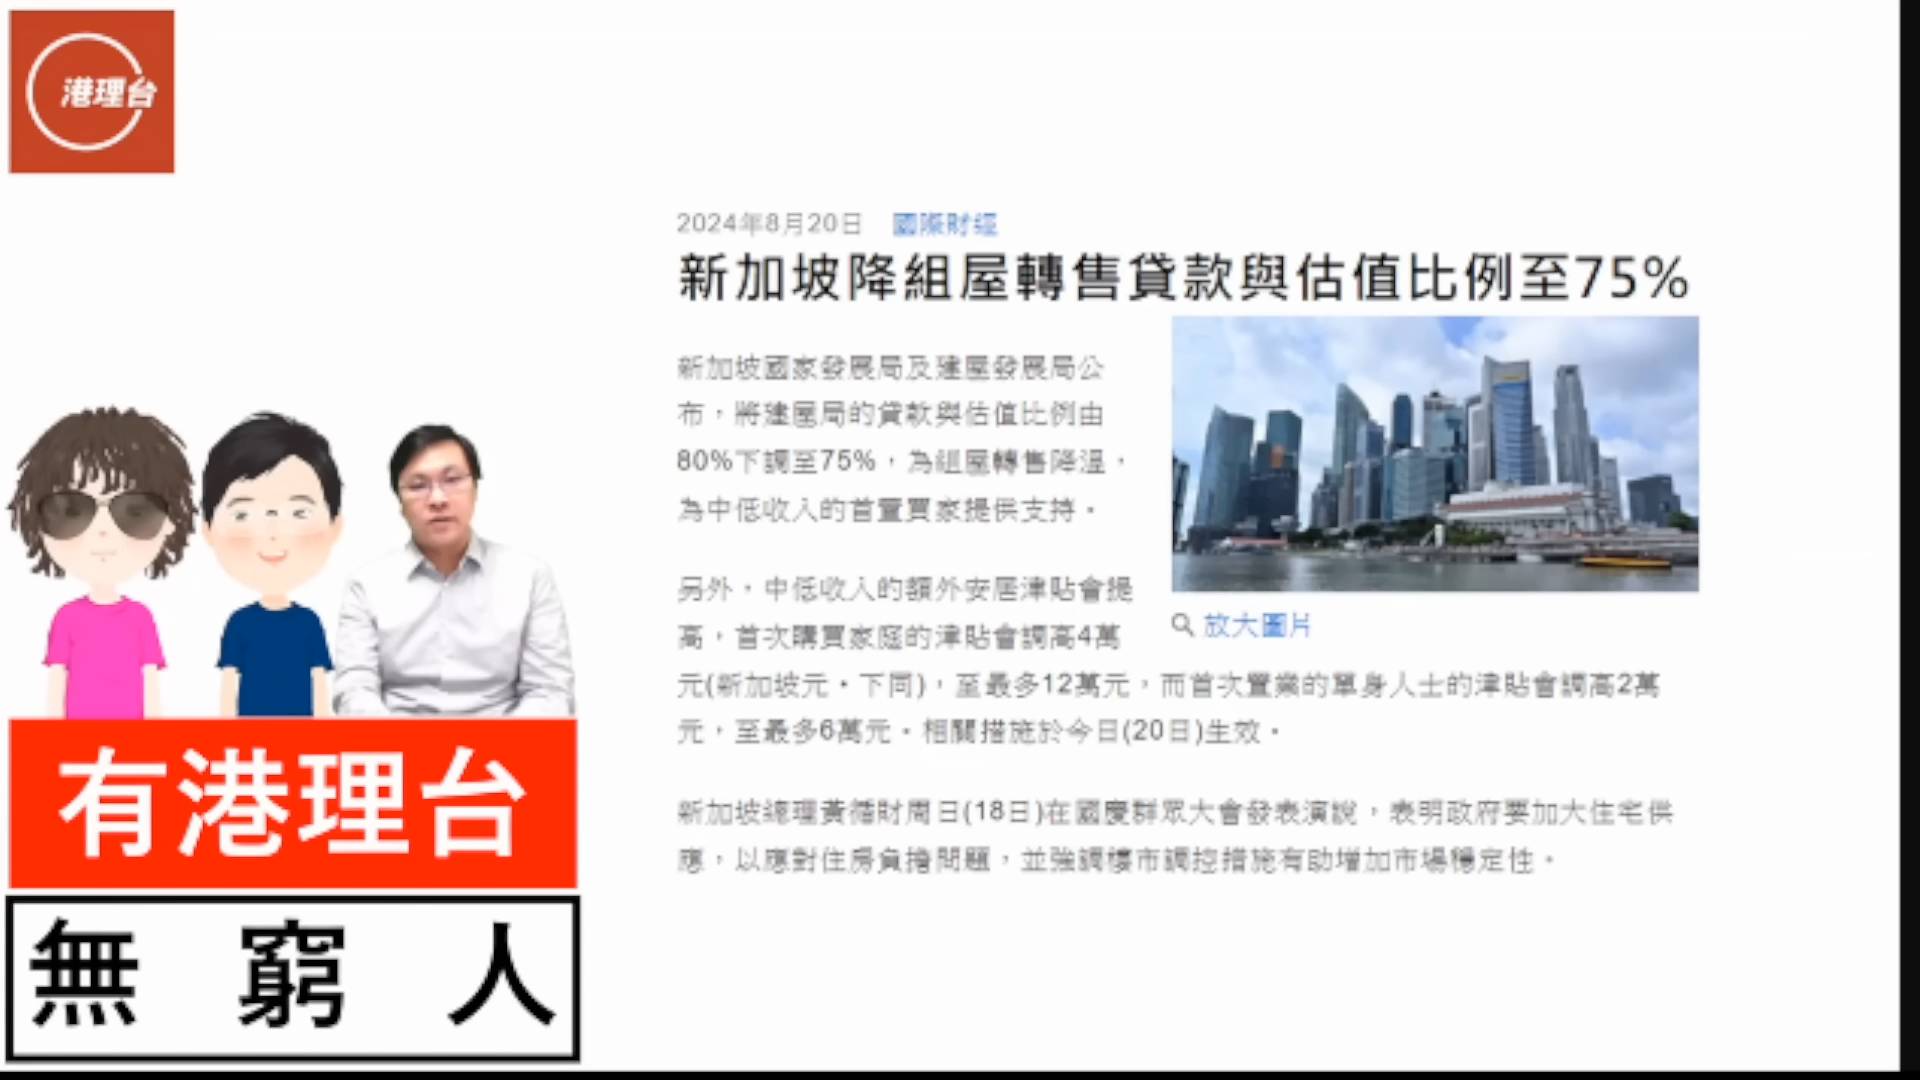 港理台
2024年8月20日 國際財經
新加坡降組屋轉售貸款與估值比例至75%
新加坡國家發展局及建屋發展局公
布，將建屋局的貸款與估值比例由
80%下調至75%，為組屋轉售降溫，
為中低收入的首置買家提供支持。
另外，中低收入的額外安居津貼會提
高，首次購買家庭的津貼會調高4萬
元(新加坡元‧下同)，至最多12萬元，而首次置業的單身人士的津貼會調高2萬
元，至最多6萬元。相關措施於今日(20日)生效。
新加坡總理黃循財周日(18日)在國慶群眾大會發表演說，表明政府要加大住宅供
應，以應對住房負擔問題，並強調樓市調控措施有助增加市場穩定性。
放大圖片
有港理台
無窮人